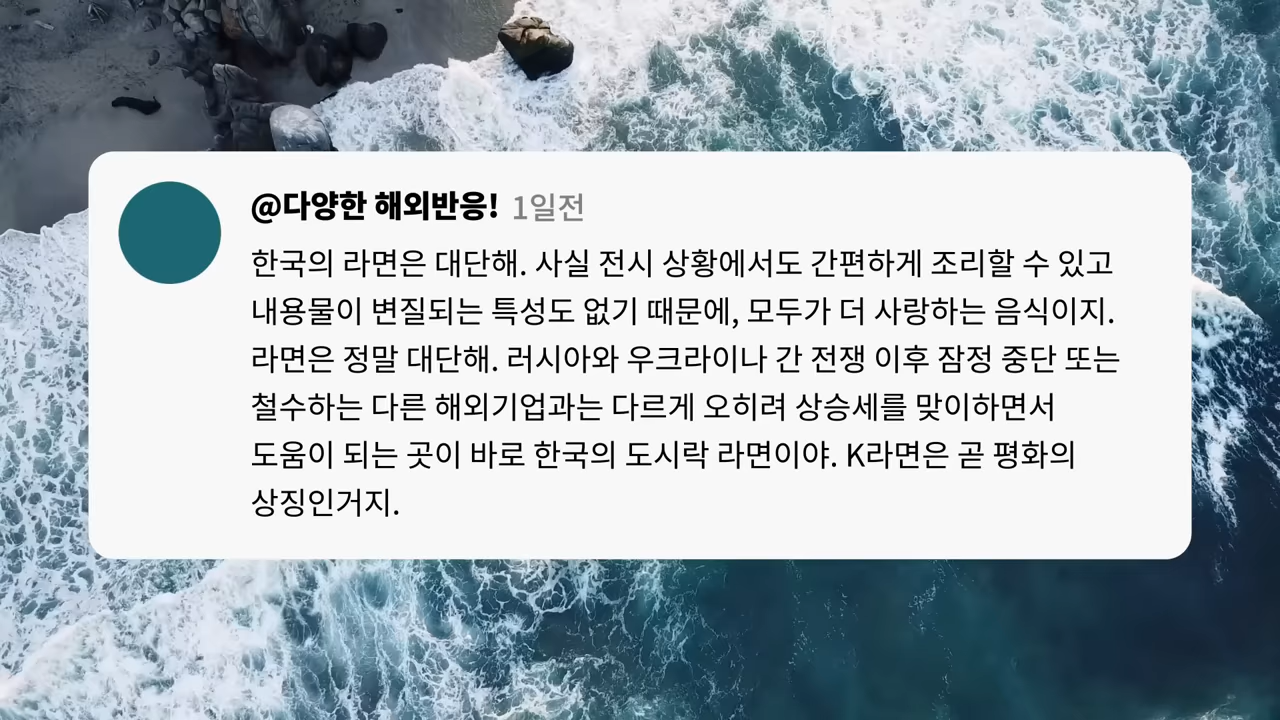 @다양한 해외반응! 1일전
한국의 라면은 대단해. 사실 전시 상황에서도 간편하게 조리할 수 있고
내용물이 변질되는 특성도 없기 때문에, 모두가 더 사랑하는 음식이지.
라면은 정말 대단해. 러시아와 우크라이나 간 전쟁 이후 잠정 중단 또는
철수하는 다른 해외기업과는 다르게 오히려 상승세를 맞이하면서
도움이 되는 곳이 바로 한국의 도시락 라면이야. K라면은 곧 평화의
상징인거지.